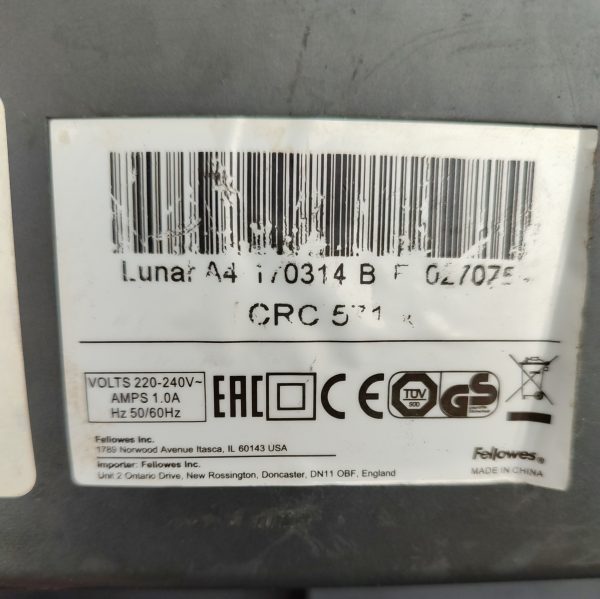 Lunar A4 170314 B F 027075
CRC 571
VOLTS 220-240V~
AMPS 1.0A
Hz 50/60Hz
EAC
CE
TÜV
SÜD
GS
Fellowes Inc.
1789 Norwood Avenue Itasca, IL 60143 USA
Importer: Fellowes Inc.
Unit 2 Ontario Drive, New Rossington, Doncaster, DN11 OBF, England
Fellowes®
MADE IN CHINA